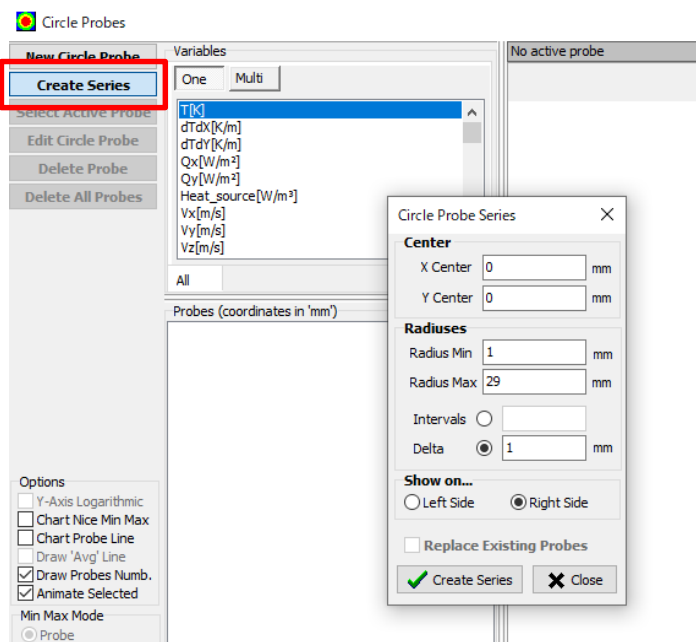 Circle Probes
New Circle Probe
Create Series
Select Active Probe
Edit Circle Probe
Delete Probe
Delete All Probes
Variables
One
Multi
T[K]
dTdX[K/m]
dTdY[K/m]
Qx[W/m²]
Qy[W/m²]
Heat_source[W/m³]
Vx[m/s]
Vy[m/s]
Vz[m/s]
All
Probes (coordinates in 'mm')
No active probe
Circle Probe Series
Center
X Center 0 mm
Y Center 0 mm
Radiuses
Radius Min 1 mm
Radius Max 29 mm
Intervals
Delta 1 mm
Show on...
Left Side Right Side
Replace Existing Probes
Create Series Close
Options
Y-Axis Logarithmic
Chart Nice Min Max
Chart Probe Line
Draw 'Avg' Line
Draw Probes Numb.
Animate Selected
Min Max Mode
Probe